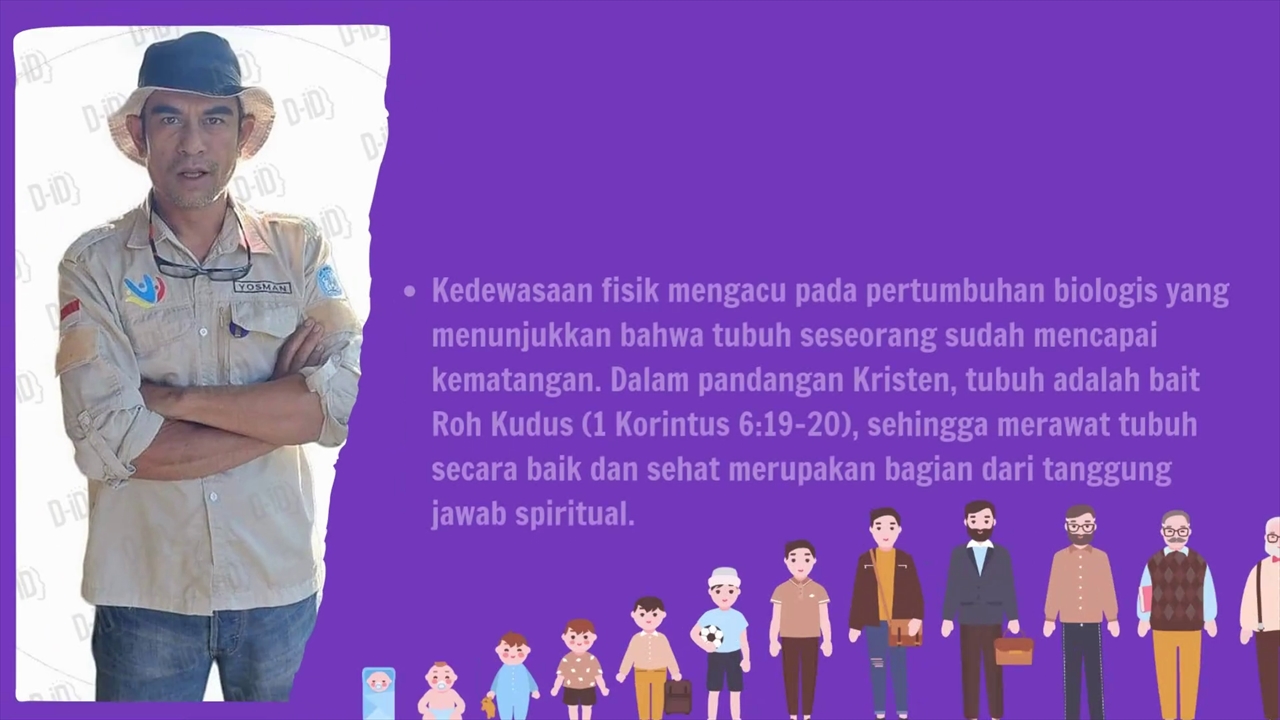 D-iD}
YOSMAN
• Kedewasaan fisik mengacu pada pertumbuhan biologis yang
menunjukkan bahwa tubuh seseorang sudah mencapai
kematangan. Dalam pandangan Kristen, tubuh adalah bait
Roh Kudus (1 Korintus 6:19-20), sehingga merawat tubuh
secara baik dan sehat merupakan bagian dari tanggung
jawab spiritual.